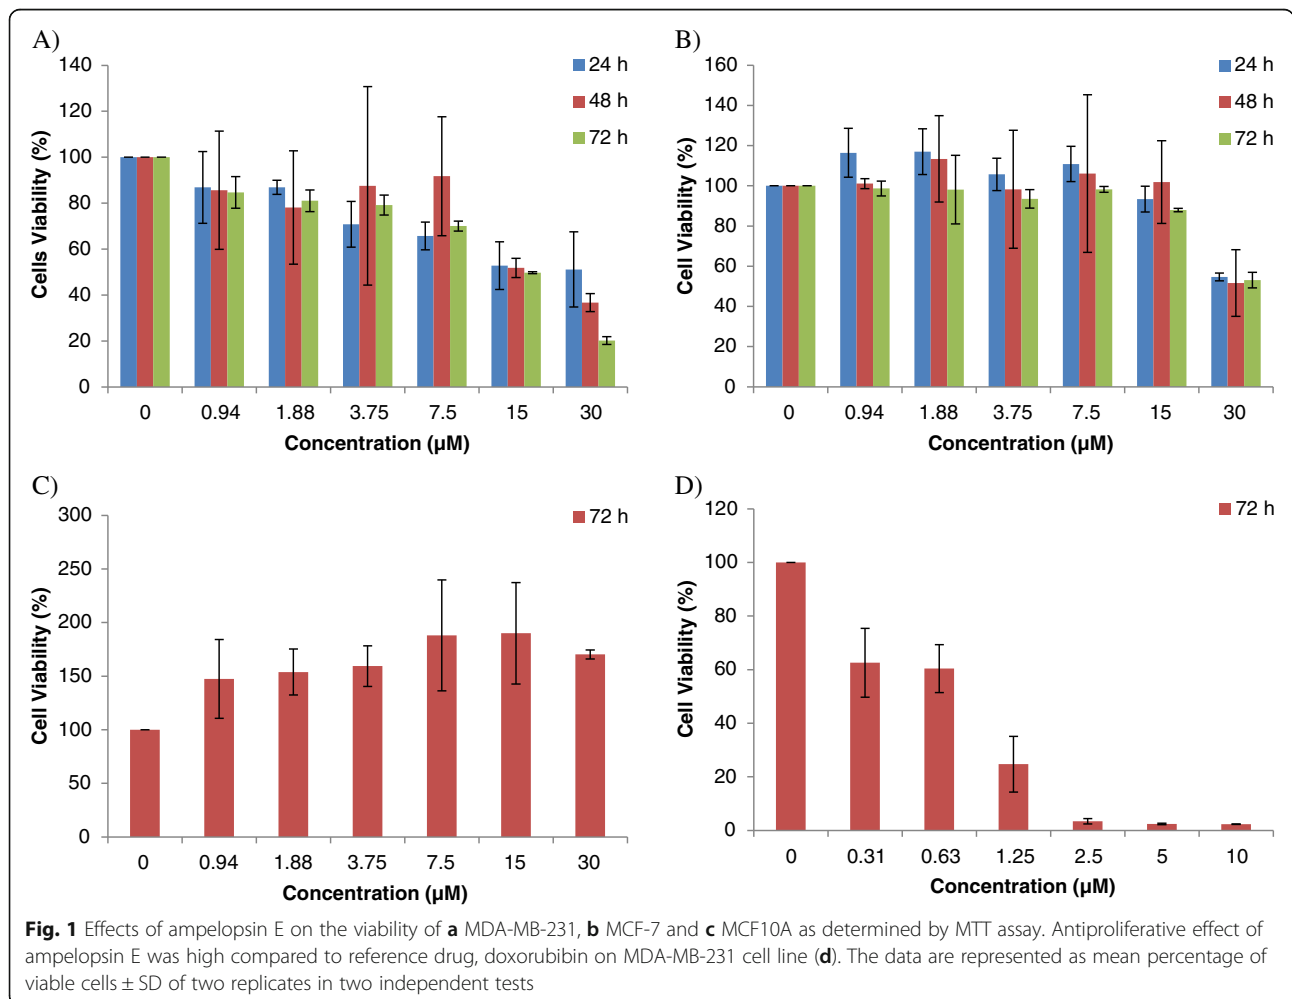 A)
140
120
100
80
60
40
20
0
Cells Viability (%)
24 h
48 h
72 h
0 0.94 1.88 3.75 7.5 15 30
Concentration (µM)
B)
160
140
120
100
80
60
40
20
0
Cell Viability (%)
24 h
48 h
72 h
0 0.94 1.88 3.75 7.5 15 30
Concentration (µM)
C)
300
250
200
150
100
50
0
Cell Viability (%)
72 h
0 0.94 1.88 3.75 7.5 15 30
Concentration (µM)
D)
120
100
80
60
40
20
0
Cell Viability (%)
72 h
0 0.31 0.63 1.25 2.5 5 10
Concentration (µM)
Fig. 1 Effects of ampelopsin E on the viability of a MDA-MB-231, b MCF-7 and c MCF10A as determined by MTT assay. Antiproliferative effect of
ampelopsin E was high compared to reference drug, doxorubibin on MDA-MB-231 cell line (d). The data are represented as mean percentage of
viable cells ± SD of two replicates in two independent tests